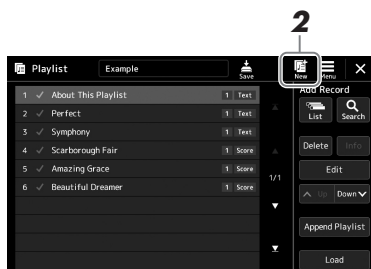 2
Playlist Example Save New Menu
Add Record
1 About This Playlist 1 Text
2 Perfect 1 Text
3 Symphony 1 Text
4 Scarborough Fair 1 Score
5 Amazing Grace 1 Score
6 Beautiful Dreamer 1 Score
List Search
Delete Info
1/1
Edit
Up Down
Append Playlist
Load